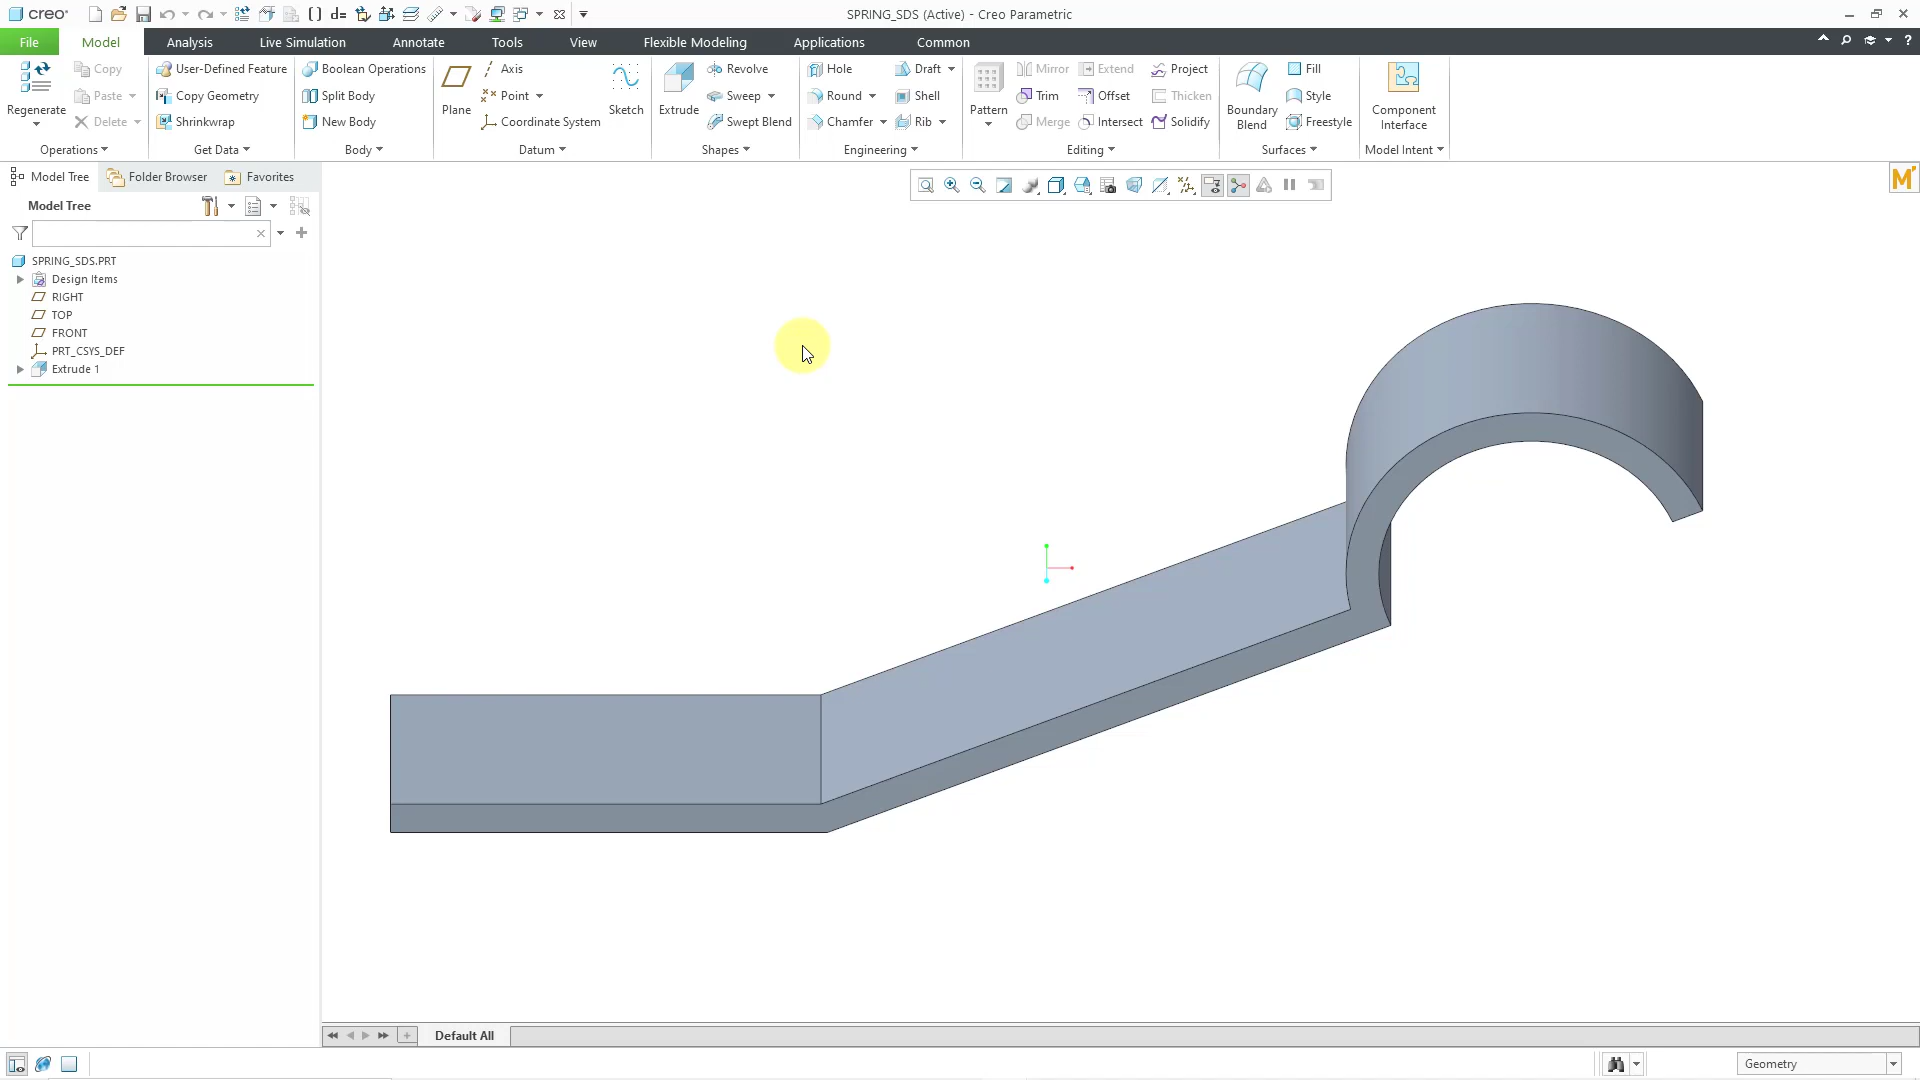 creo
SPRING_SDS (Active) - Creo Parametric
File
Model
Analysis
Live Simulation
Annotate
Tools
View
Flexible Modeling
Applications
Common
Regenerate
Copy
Paste
Delete
Operations
User-Defined Feature
Copy Geometry
Shrinkwrap
Get Data
Boolean Operations
Split Body
New Body
Body
Plane
Axis
Point
Coordinate System
Sketch
Datum
Extrude
Revolve
Sweep
Swept Blend
Shapes
Hole
Round
Chamfer
Draft
Shell
Rib
Engineering
Pattern
Mirror
Trim
Merge
Extend
Offset
Intersect
Project
Thicken
Solidify
Editing
Boundary
Blend
Fill
Style
Freestyle
Surfaces
Component
Interface
Model Intent
Model Tree
Folder Browser
Favorites
Model Tree
SPRING_SDS.PRT
Design Items
RIGHT
TOP
FRONT
PRT_CSYS_DEF
Extrude 1
M
Default All
Geometry